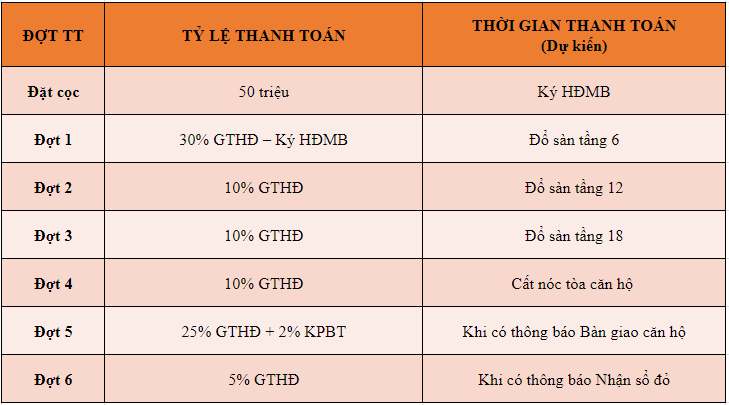 ĐỢT TT
TỶ LỆ THANH TOÁN
THỜI GIAN THANH TOÁN
(Dự kiến)
Đặt cọc
50 triệu
Ký HĐMB
Đợt 1
30% GTHĐ – Ký HĐMB
Đổ sàn tầng 6
Đợt 2
10% GTHĐ
Đổ sàn tầng 12
Đợt 3
10% GTHĐ
Đổ sàn tầng 18
Đợt 4
10% GTHĐ
Cất nóc tòa căn hộ
Đợt 5
25% GTHĐ + 2% KPBT
Khi có thông báo Bàn giao căn hộ
Đợt 6
5% GTHĐ
Khi có thông báo Nhận sổ đỏ